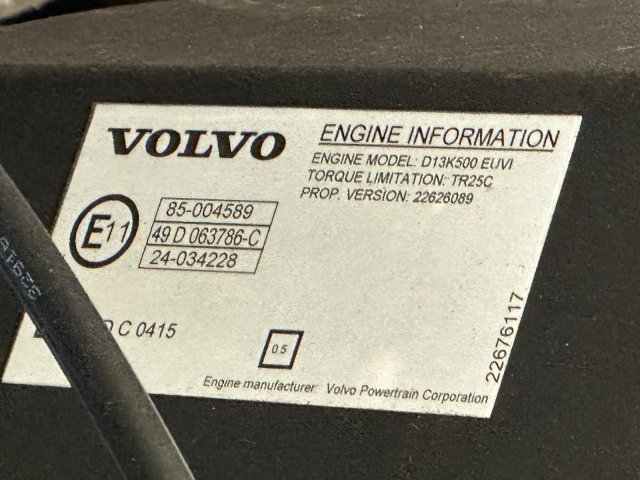 VOLVO
ENGINE INFORMATION
ENGINE MODEL: D13K500 EUVI
TORQUE LIMITATION: TR25C
PROP. VERSION: 22626089
E11
85-004589
49 D 063786-C
24-034228
D C 0415
05
22676117
Engine manufacturer: Volvo Powertrain Corporation